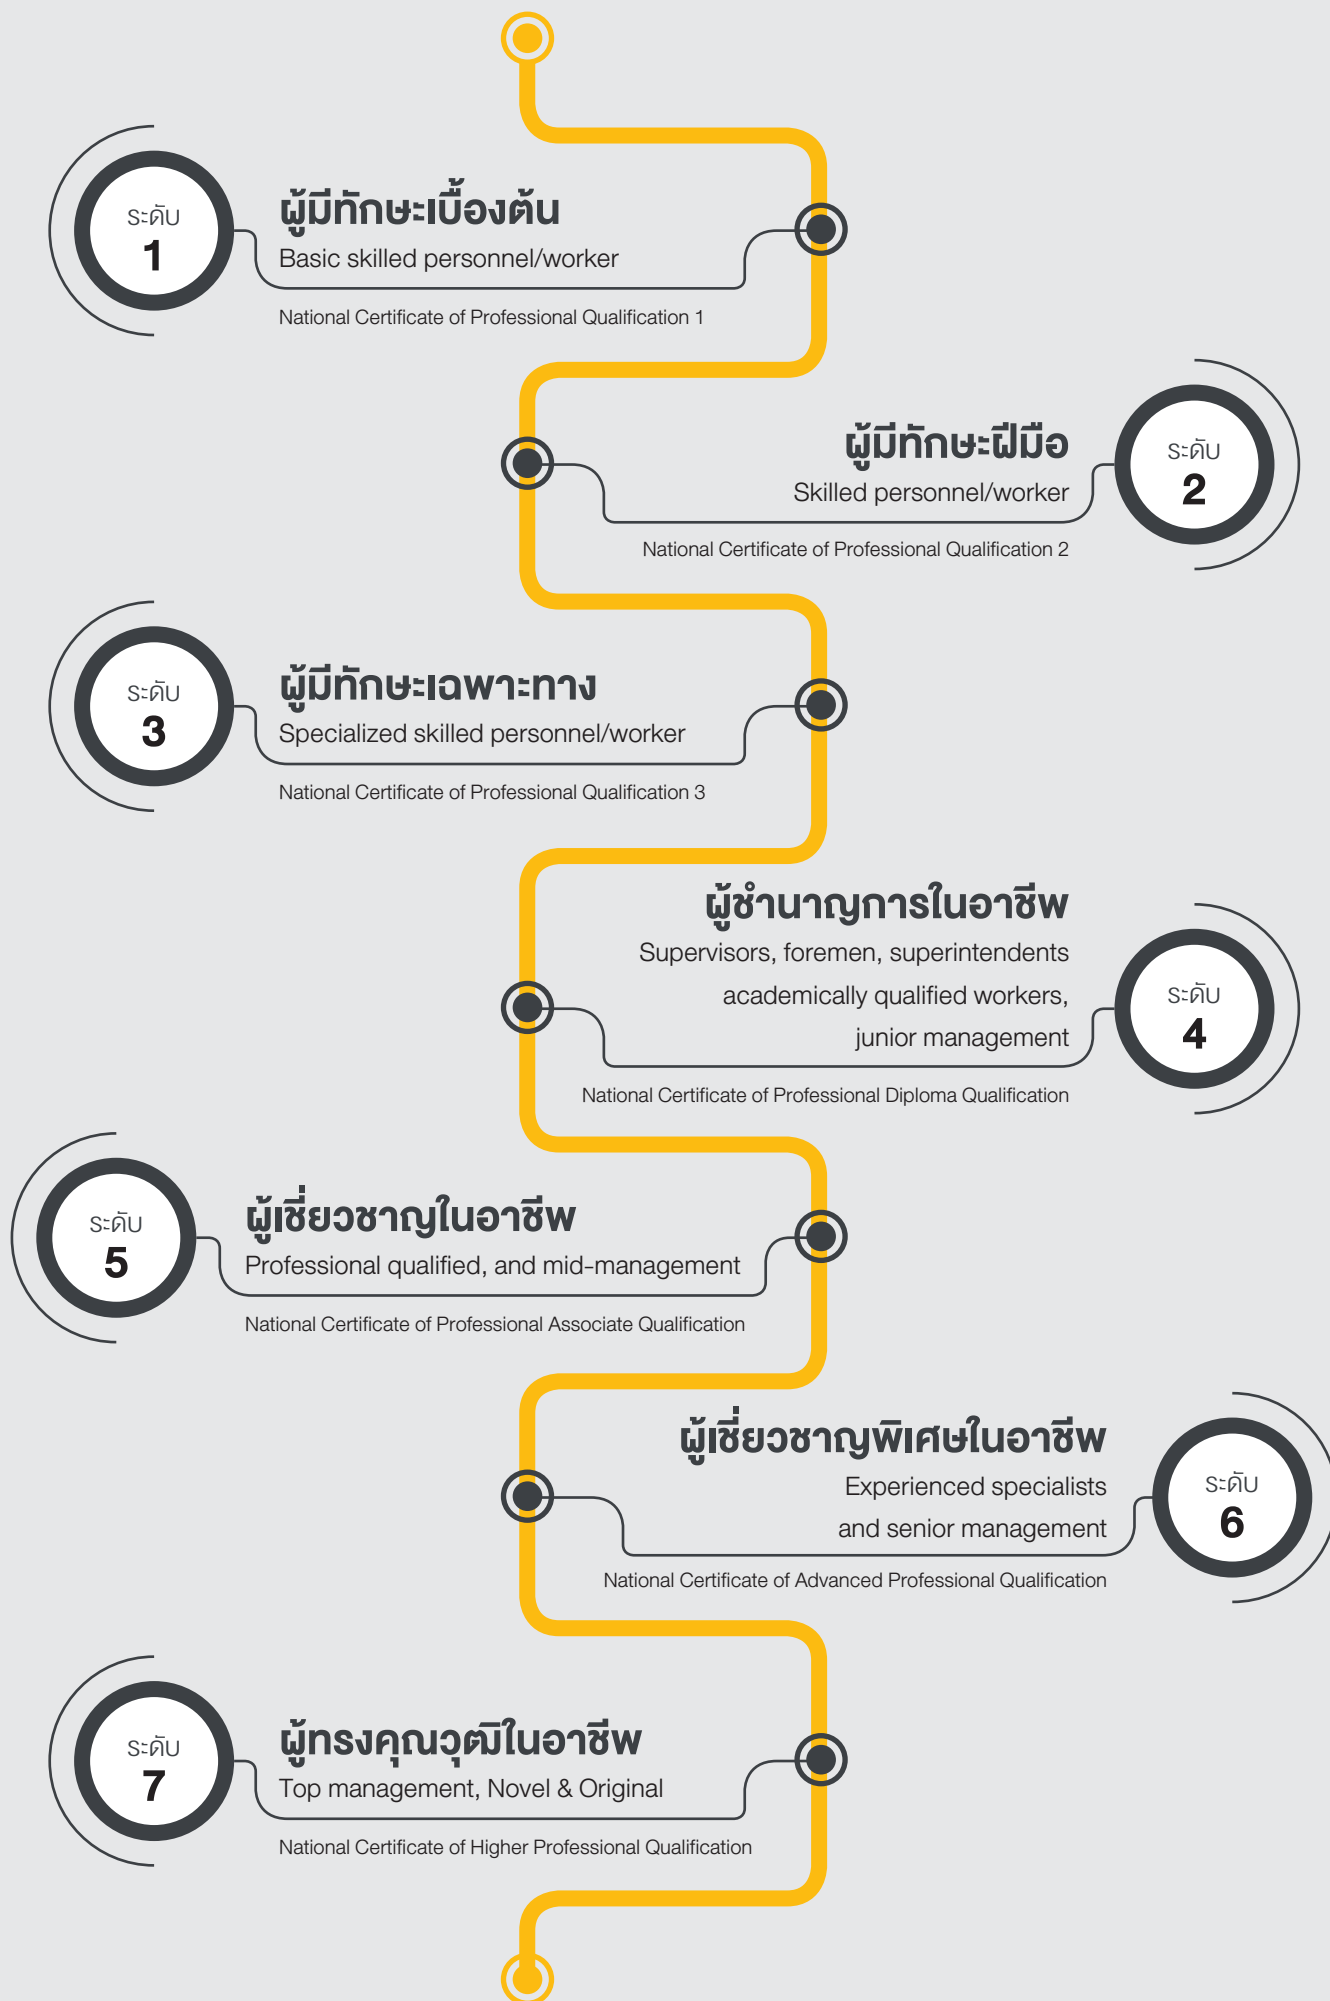 ระดับ
1
ผู้มีทักษะเบื้องต้น
Basic skilled personnel/worker
National Certificate of Professional Qualification 1
ผู้มีทักษะฝีมือ
Skilled personnel/worker
National Certificate of Professional Qualification 2
ระดับ
2
ระดับ
3
ผู้มีทักษะเฉพาะทาง
Specialized skilled personnel/worker
National Certificate of Professional Qualification 3
ผู้ชำนาญการในอาชีพ
Supervisors, foremen, superintendents
academically qualified workers,
junior management
National Certificate of Professional Diploma Qualification
ระดับ
4
ระดับ
5
ผู้เชี่ยวชาญในอาชีพ
Professional qualified, and mid-management
National Certificate of Professional Associate Qualification
ผู้เชี่ยวชาญพิเศษในอาชีพ
Experienced specialists
and senior management
National Certificate of Advanced Professional Qualification
ระดับ
6
ระดับ
7
ผู้ทรงคุณวุฒิในอาชีพ
Top management, Novel & Original
National Certificate of Higher Professional Qualification